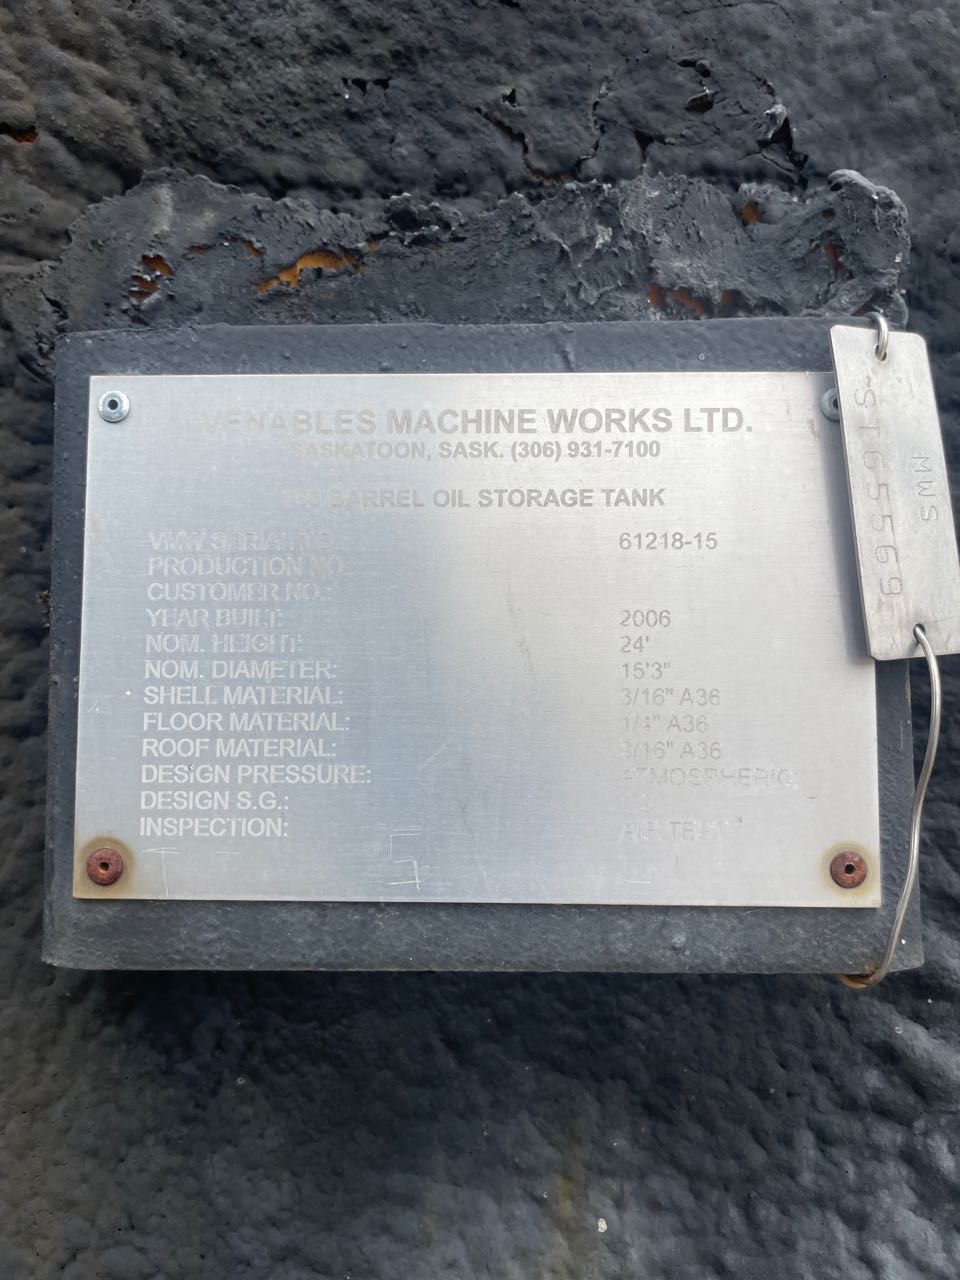 VENABLES MACHINE WORKS LTD.
SASKATOON, SASK. (306) 931-7100
BARREL OIL STORAGE TANK
VMW SERIAL NO.: 61218-15
PRODUCTION NO.
CUSTOMER NO.:
YEAR BUILT: 2006
NOM. HEIGHT: 24'
NOM. DIAMETER: 15'3"
SHELL MATERIAL: 3/16" A36
FLOOR MATERIAL: 1/4" A36
ROOF MATERIAL: 3/16" A36
DESIGN PRESSURE: ATMOSPHERIC
DESIGN S.G.:
INSPECTION: AIR TEST
MWS
ST65569